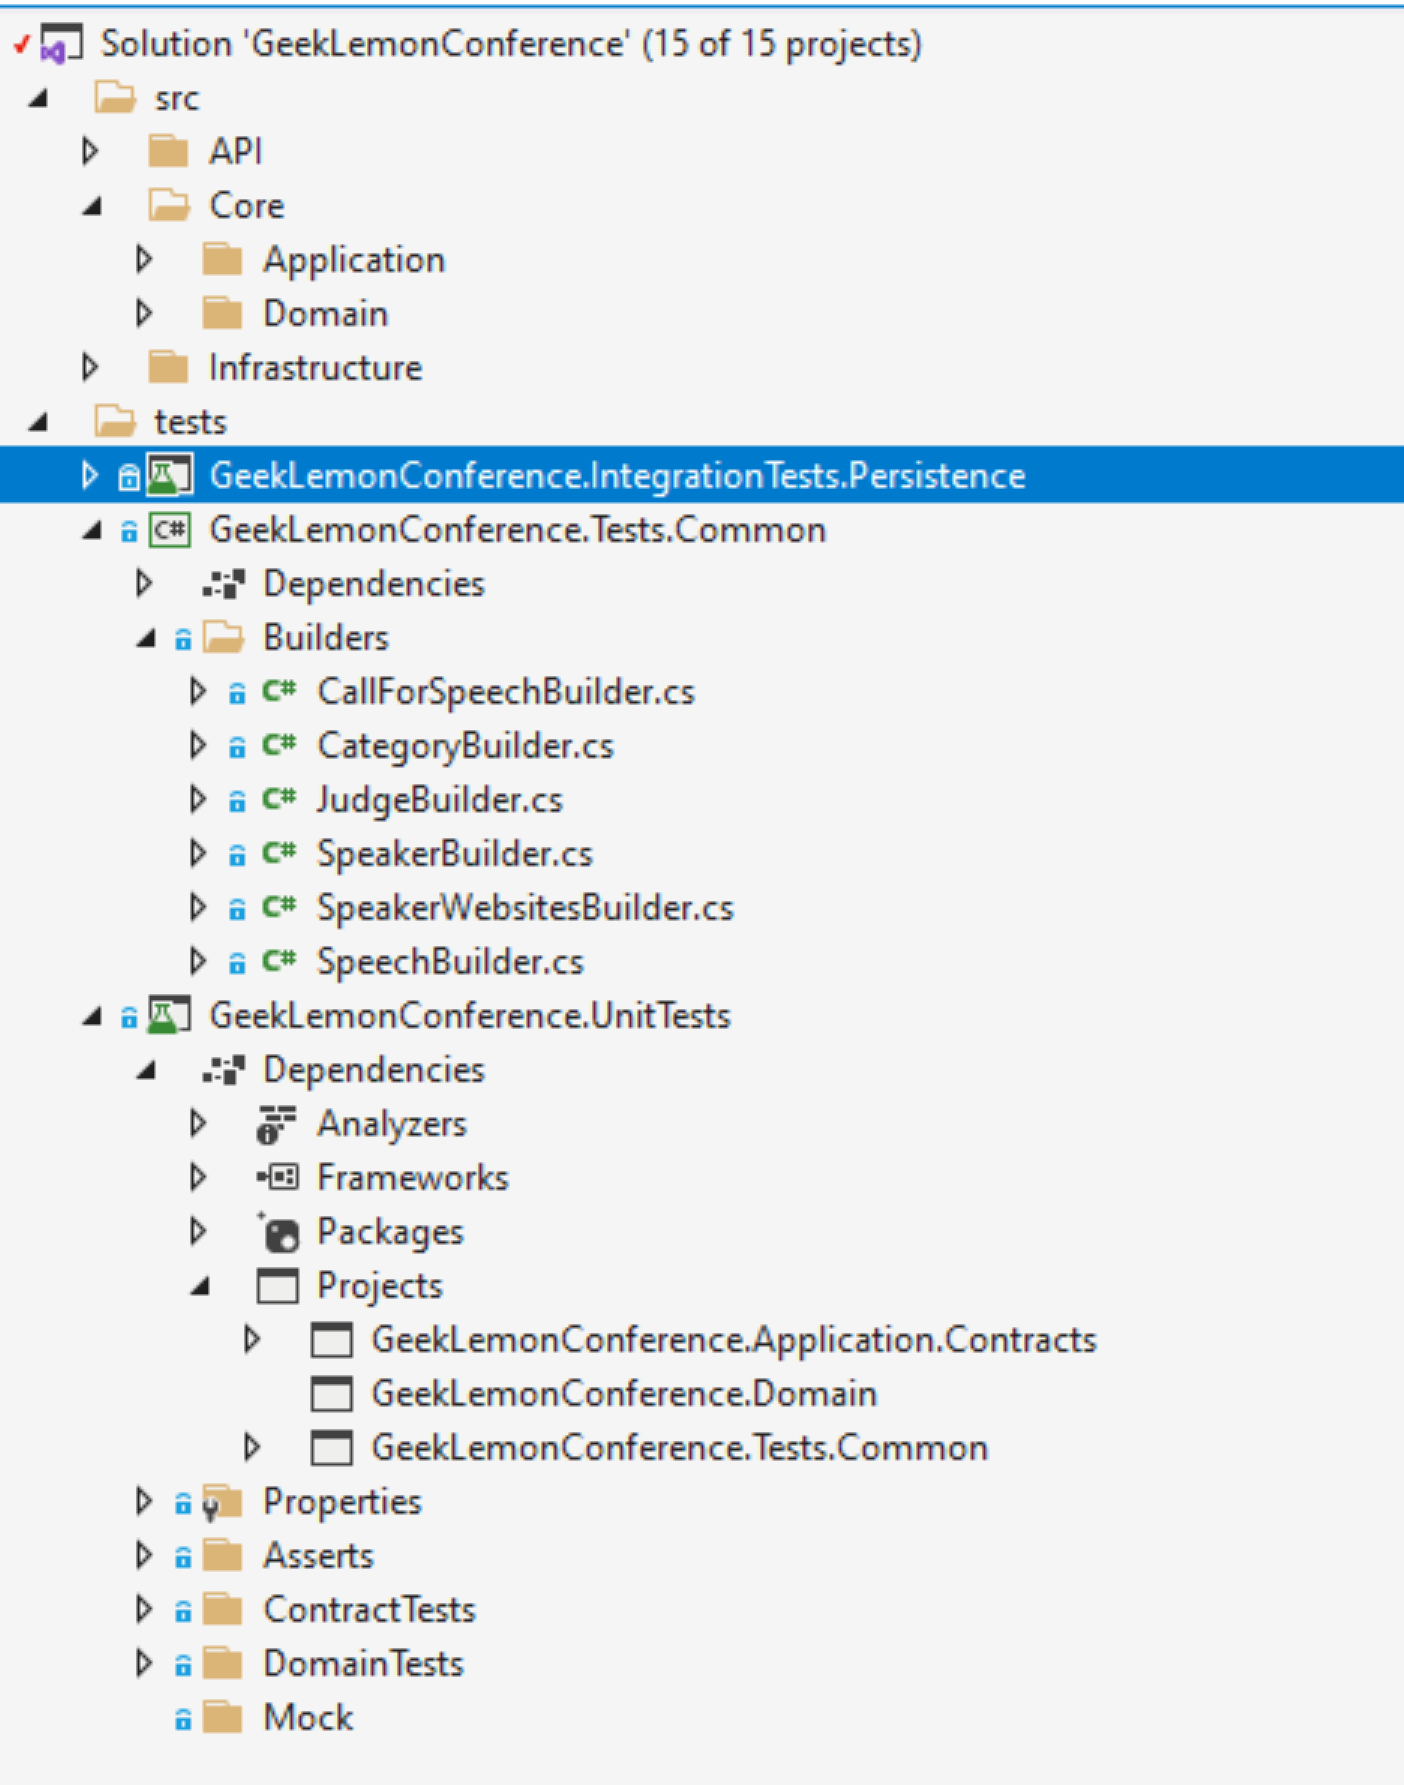 Solution 'GeekLemonConference' (15 of 15 projects)
src
API
Core
Application
Domain
Infrastructure
tests
GeekLemonConference.IntegrationTests.Persistence
C# GeekLemonConference.Tests.Common
Dependencies
Builders
C# CallForSpeechBuilder.cs
C# CategoryBuilder.cs
C# JudgeBuilder.cs
C# SpeakerBuilder.cs
C# SpeakerWebsitesBuilder.cs
C# SpeechBuilder.cs
GeekLemonConference.UnitTests
Dependencies
Analyzers
Frameworks
Packages
Projects
GeekLemonConference.Application.Contracts
GeekLemonConference.Domain
GeekLemonConference.Tests.Common
Properties
Asserts
ContractTests
DomainTests
Mock